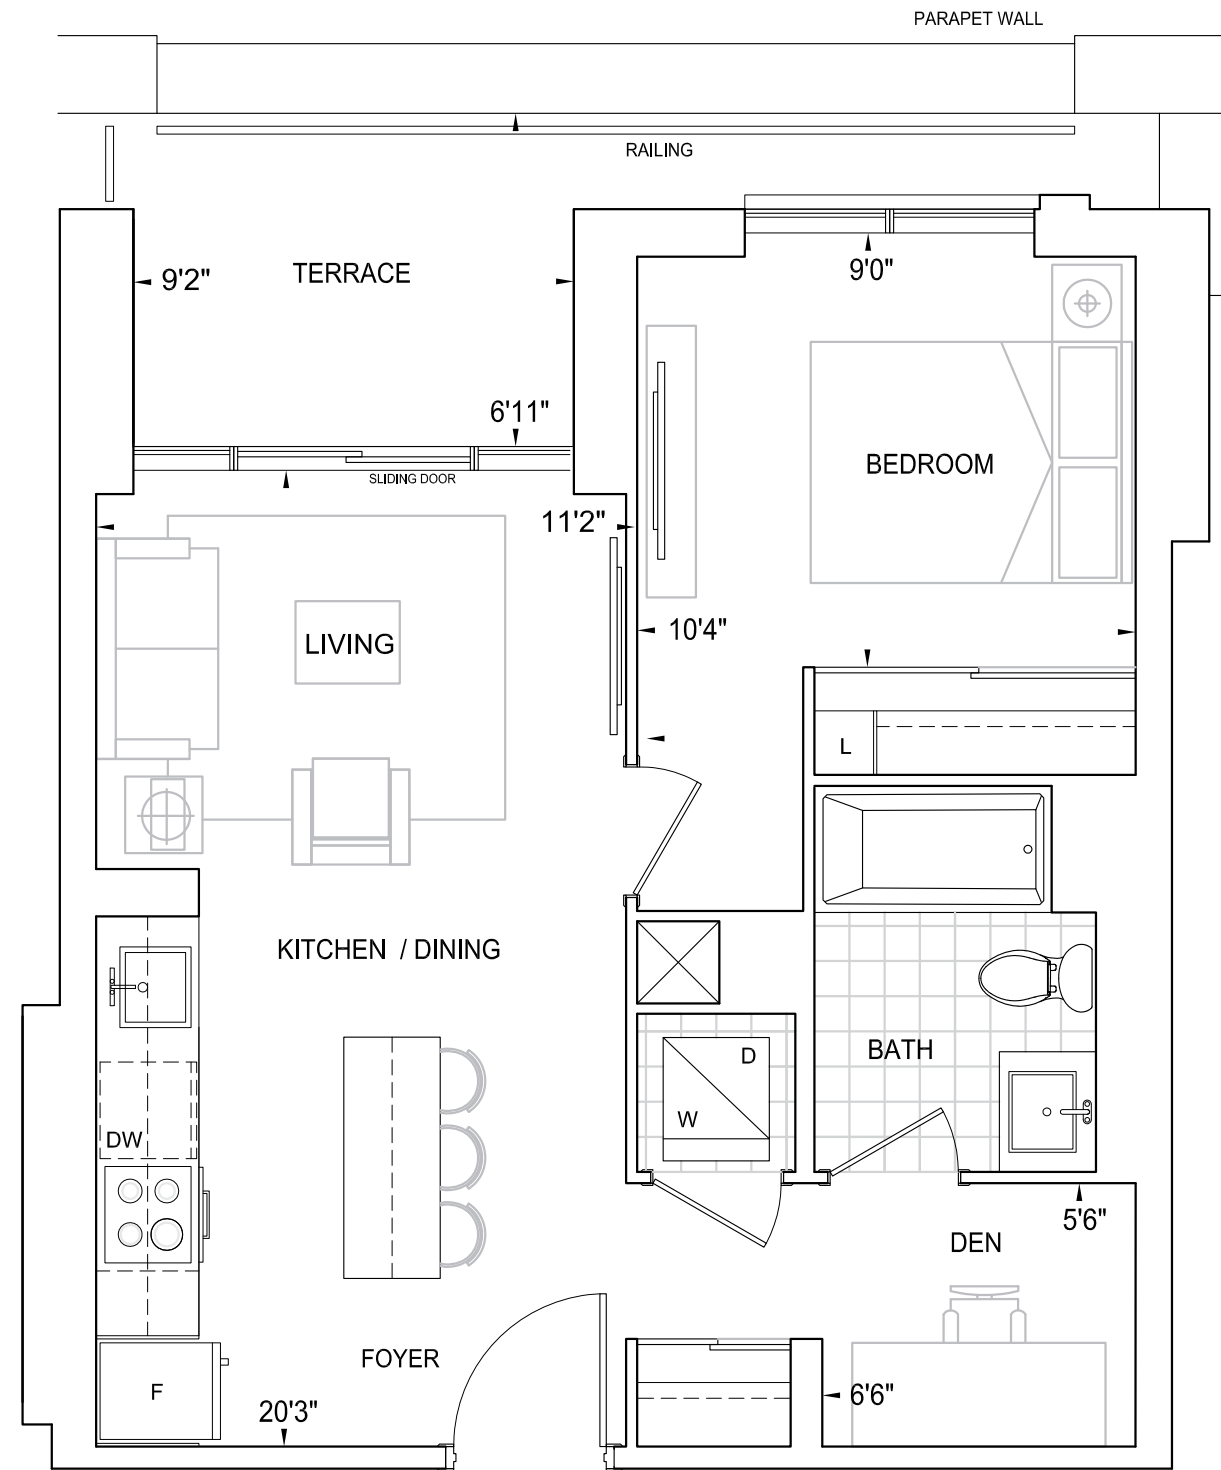 PARAPET WALL
RAILING
9'2"
TERRACE
9'0"
6'11"
SLIDING DOOR
BEDROOM
11'2"
LIVING
10'4"
L
KITCHEN / DINING
BATH
D
W
DW
5'6"
DEN
FOYER
F
6'6"
20'3"